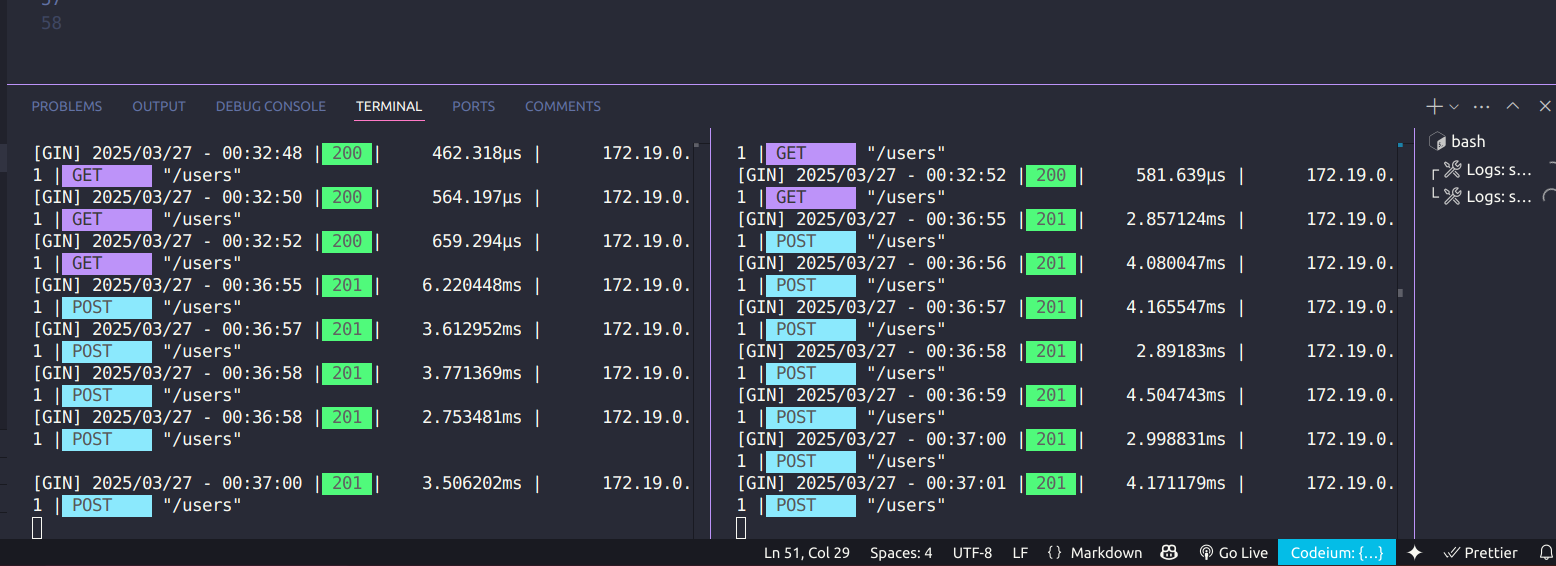 57
58
PROBLEMS OUTPUT DEBUG CONSOLE TERMINAL PORTS COMMENTS
[GIN] 2025/03/27 - 00:32:48 | 200 | 462.318µs | 172.19.0.
1 | GET "/users"
[GIN] 2025/03/27 - 00:32:50 | 200 | 564.197µs | 172.19.0.
1 | GET "/users"
[GIN] 2025/03/27 - 00:32:52 | 200 | 659.294µs | 172.19.0.
1 | GET "/users"
[GIN] 2025/03/27 - 00:36:55 | 201 | 6.220448ms | 172.19.0.
1 | POST "/users"
[GIN] 2025/03/27 - 00:36:57 | 201 | 3.612952ms | 172.19.0.
1 | POST "/users"
[GIN] 2025/03/27 - 00:36:58 | 201 | 3.771369ms | 172.19.0.
1 | POST "/users"
[GIN] 2025/03/27 - 00:36:58 | 201 | 2.753481ms | 172.19.0.
1 | POST "/users"
[GIN] 2025/03/27 - 00:37:00 | 201 | 3.506202ms | 172.19.0.
1 | POST "/users"
1 | GET "/users"
[GIN] 2025/03/27 - 00:32:52 | 200 | 581.639µs | 172.19.0.
1 | GET "/users"
[GIN] 2025/03/27 - 00:36:55 | 201 | 2.857124ms | 172.19.0.
1 | POST "/users"
[GIN] 2025/03/27 - 00:36:56 | 201 | 4.080047ms | 172.19.0.
1 | POST "/users"
[GIN] 2025/03/27 - 00:36:57 | 201 | 4.165547ms | 172.19.0.
1 | POST "/users"
[GIN] 2025/03/27 - 00:36:58 | 201 | 2.89183ms | 172.19.0.
1 | POST "/users"
[GIN] 2025/03/27 - 00:36:59 | 201 | 4.504743ms | 172.19.0.
1 | POST "/users"
[GIN] 2025/03/27 - 00:37:00 | 201 | 2.998831ms | 172.19.0.
1 | POST "/users"
[GIN] 2025/03/27 - 00:37:01 | 201 | 4.171179ms | 172.19.0.
1 | POST "/users"
bash
Logs: s...
Logs: s...
Ln 51, Col 29 Spaces: 4 UTF-8 LF {} Markdown Go Live Codeium: {...} Prettier